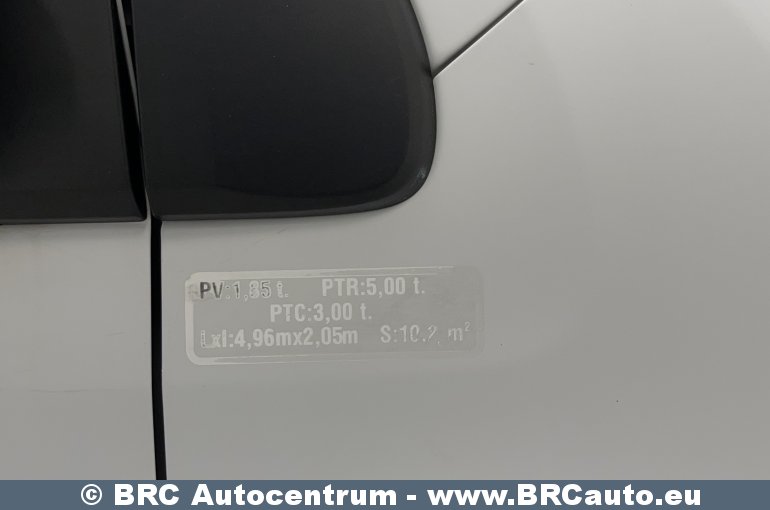 PV:1,85 t. PTR:5,00 t.
PTC:3,00 t.
Lxl:4,96mx2,05m S:10.2 m²
© BRC Autocentrum - www.BRCauto.eu